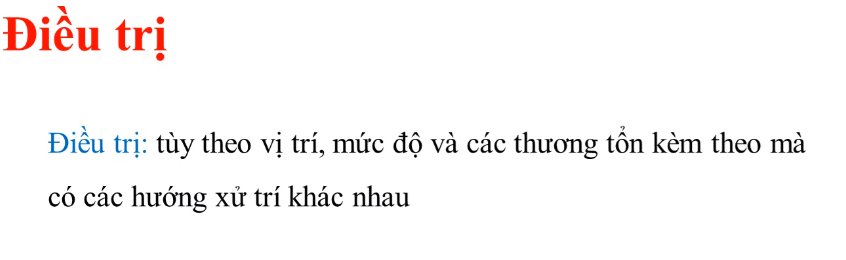 Điều trị
Điều trị: tùy theo vị trí, mức độ và các thương tổn kèm theo mà
có các hướng xử trí khác nhau